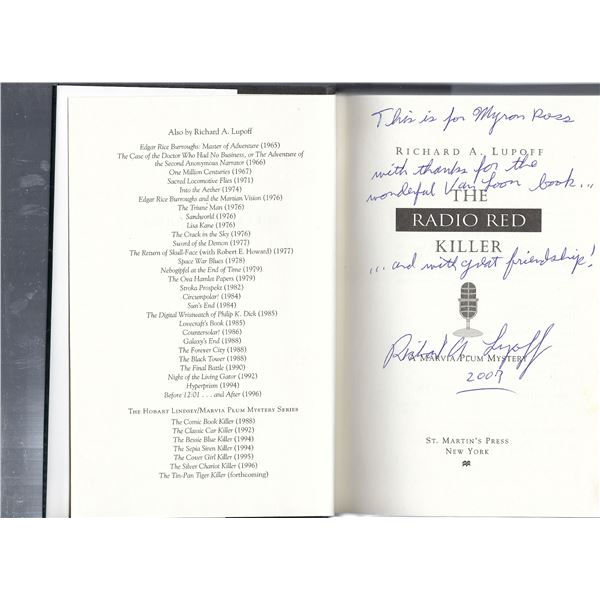 Also by Richard A. Lupoff
Edgar Rice Burroughs: Master of Adventure (1965)
The Case of the Doctor Who Had No Business, or The Adventure of
the Second Anonymous Narrator (1966)
One Million Centuries (1967)
Sacred Locomotive Flies (1971)
Into the Aether (1974)
Edgar Rice Burroughs and the Martian Vision (1976)
The Triune Man (1976)
Sandworld (1976)
Lisa Kane (1976)
The Crack in the Sky (1976)
Sword of the Demon (1977)
The Return of Skull-Face (with Robert E. Howard) (1977)
Space War Blues (1978)
Nebogipfel at the End of Time (1979)
The Ova Hamlet Papers (1979)
Stroka Prospekt (1982)
Circumpolar! (1984)
Sun's End (1984)
The Digital Wristwatch of Philip K. Dick (1985)
Lovecraft's Book (1985)
Countersolar! (1986)
Galaxy's End (1988)
The Forever City (1988)
The Black Tower (1988)
The Final Battle (1990)
Night of the Living Gator (1992)
Hyperprism (1994)
Before 12:01 . . . and After (1996)
The Hobart Lindsey/Marvia Plum Mystery Series
The Comic Book Killer (1988)
The Classic Car Killer (1992)
The Bessie Blue Killer (1994)
The Sepia Siren Killer (1994)
The Cover Girl Killer (1995)
The Silver Chariot Killer (1996)
The Tin-Pan Tiger Killer (forthcoming)
This is for Myron Ross
Richard A. Lupoff
with thanks for the
wonderful Van Loon book...
THE
RADIO RED
KILLER
...and with great friendship!
Richard A. Lupoff
A Marvia Plum Mystery
2007
St. Martin's Press
New York